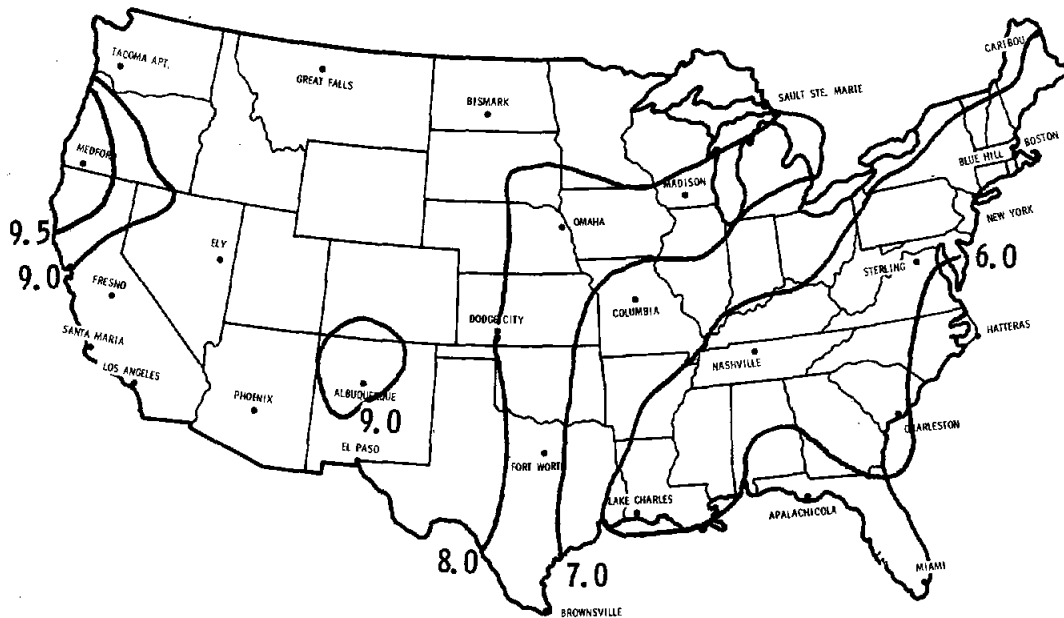 CARIBOU
TACOMA APT.
GREAT FALLS
SAULT STE. MARIE
BISMARK
BOSTON
MEDFOR
BLUE HILL
MADISON
NEW YORK
OMAHA
9.5
ELY
6.0
9.0
STERLING
FRESNO
COLUMBIA
DODGE CITY
HATTERAS
SANTA MARIA
NASHVILLE
LOS ANGELES
PHOENIX
ALBUQUERQUE
9.0
CHARLESTON
EL PASO
FORT WORTH
LAKE CHARLES
APALACHICOLA
8.0
7.0
MIAMI
BROWNSVILLE